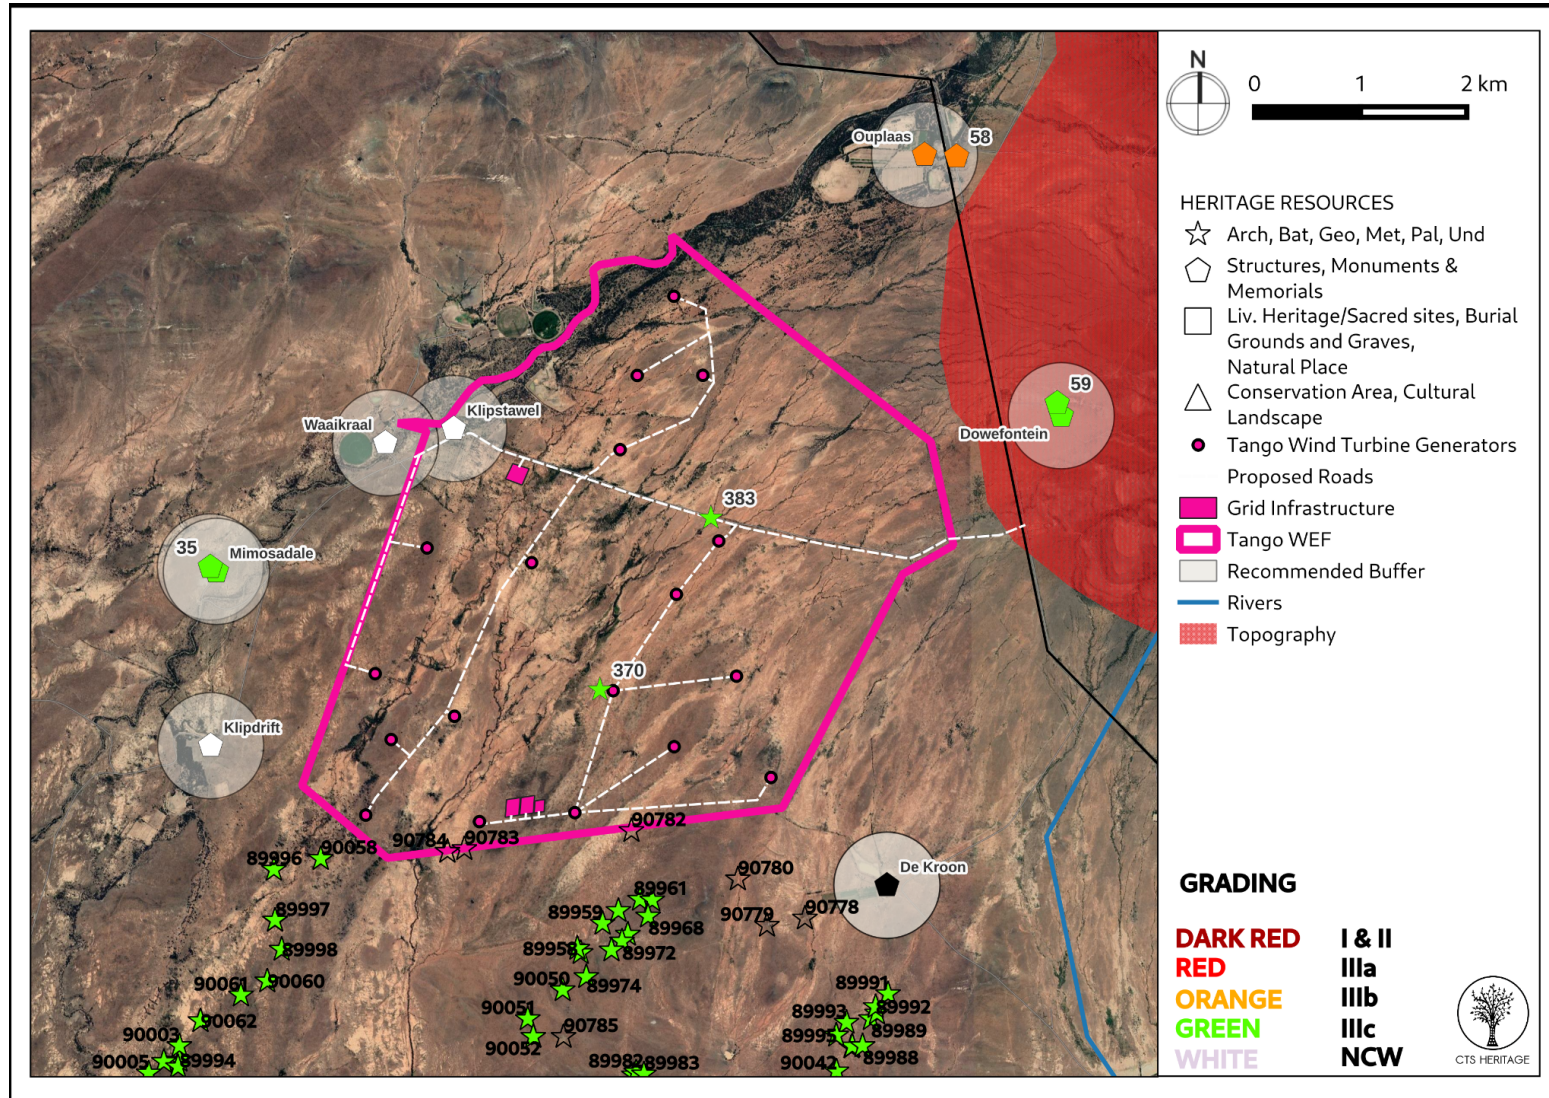 Ouplaas
58
Klipstawel
Waaikraal
59
Dowefontein
383
35
Mimosadale
370
Klipdrift
90782
90784
90783
90058
89996
90780
De Kroon
89961
89959
90779
90778
89997
89968
89998
89958
89972
90061
90060
90050
89974
89991
90051
89993
89992
90062
90785
90003
90052
89995
89989
90005
89994
89982
89983
90042
89988
N
0 1 2 km
HERITAGE RESOURCES
Arch, Bat, Geo, Met, Pal, Und
Structures, Monuments &
Memorials
Liv. Heritage/Sacred sites, Burial
Grounds and Graves,
Natural Place
Conservation Area, Cultural
Landscape
Tango Wind Turbine Generators
Proposed Roads
Grid Infrastructure
Tango WEF
Recommended Buffer
Rivers
Topography
GRADING
DARK RED I & II
RED IIIa
ORANGE IIIb
GREEN IIIc
WHITE NCW
CTS HERITAGE